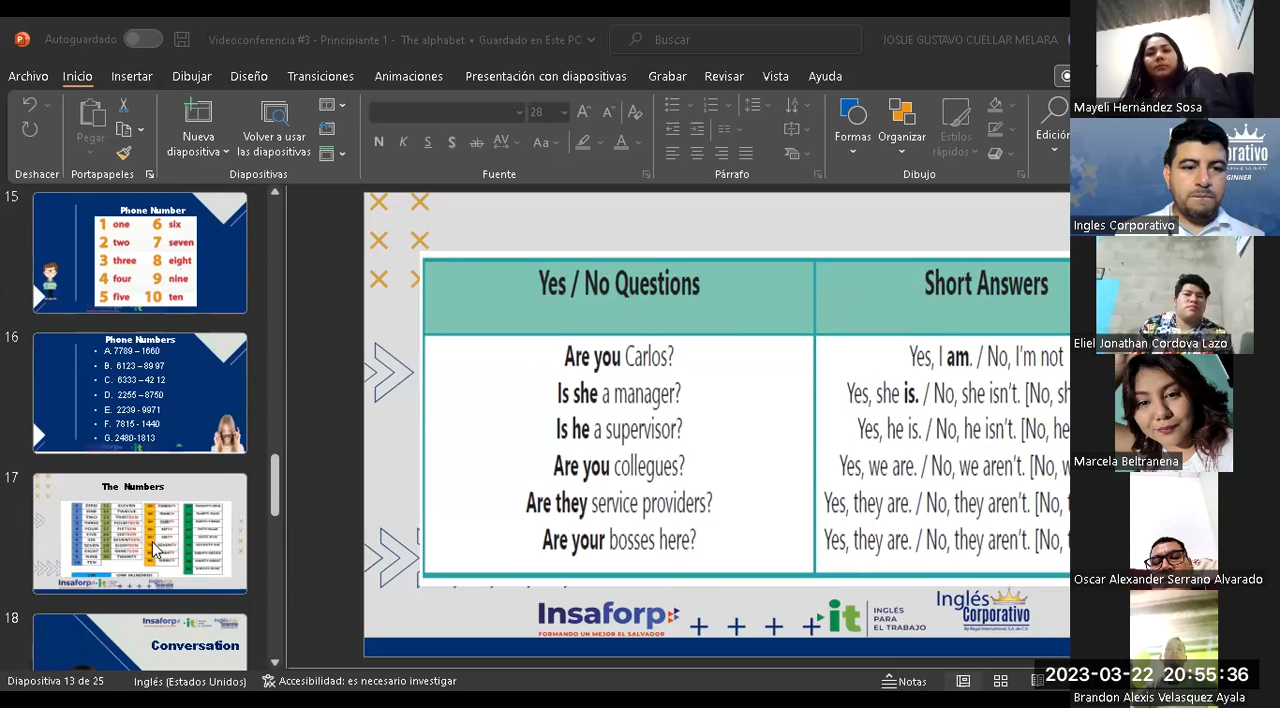 Autoguardado
Videoconferencia #3 - Principiante 1 - The alphabet • Guardado en Este PC
Buscar
JOSUE GUSTAVO CUELLAR MELARA
Archivo Inicio Insertar Dibujar Diseño Transiciones Animaciones Presentación con diapositivas Grabar Revisar Vista Ayuda
Pegar
Nueva diapositiva
Volver a usar las diapositivas
28
N K S S ab AV Aa A
Formas Organizar Estilos rápidos Edición
Deshacer Portapapeles Diapositivas Fuente Párrafo Dibujo
15
Phone Number
1 one 6 six
2 two 7 seven
3 three 8 eight
4 four 9 nine
5 five 10 ten
16
Phone Numbers
• A. 7789 – 1660
• B. 6123 – 89 97
• C. 6333 – 42 12
• D. 2255 – 8750
• E. 2239 - 9971
• F. 7815 - 1440
• G. 2480-1813
17
The Numbers
Insaforp it
18
Insaforp it
Conversation
Yes / No Questions Short Answers
Are you Carlos? Yes, I am. / No, I'm not
Is she a manager? Yes, she is. / No, she isn't. [No, sh
Is he a supervisor? Yes, he is. / No, he isn't. [No, he
Are you collegues? Yes, we are. / No, we aren't. [No, w
Are they service providers? Yes, they are. / No, they aren't. [No, t
Are your bosses here? Yes, they are. / No, they aren't. [No, t
Insaforp
FORMANDO UN MEJOR EL SALVADOR
it INGLÉS PARA EL TRABAJO
Inglés Corporativo
Diapositiva 13 de 25 Inglés (Estados Unidos) Accesibilidad: es necesario investigar Notas
Mayeli Hernández Sosa
Ingles Corporativo
Eliel Jonathan Cordova Lazo
Marcela Beltranena
Oscar Alexander Serrano Alvarado
2023-03-22 20:55:36
Brandon Alexis Velasquez Ayala